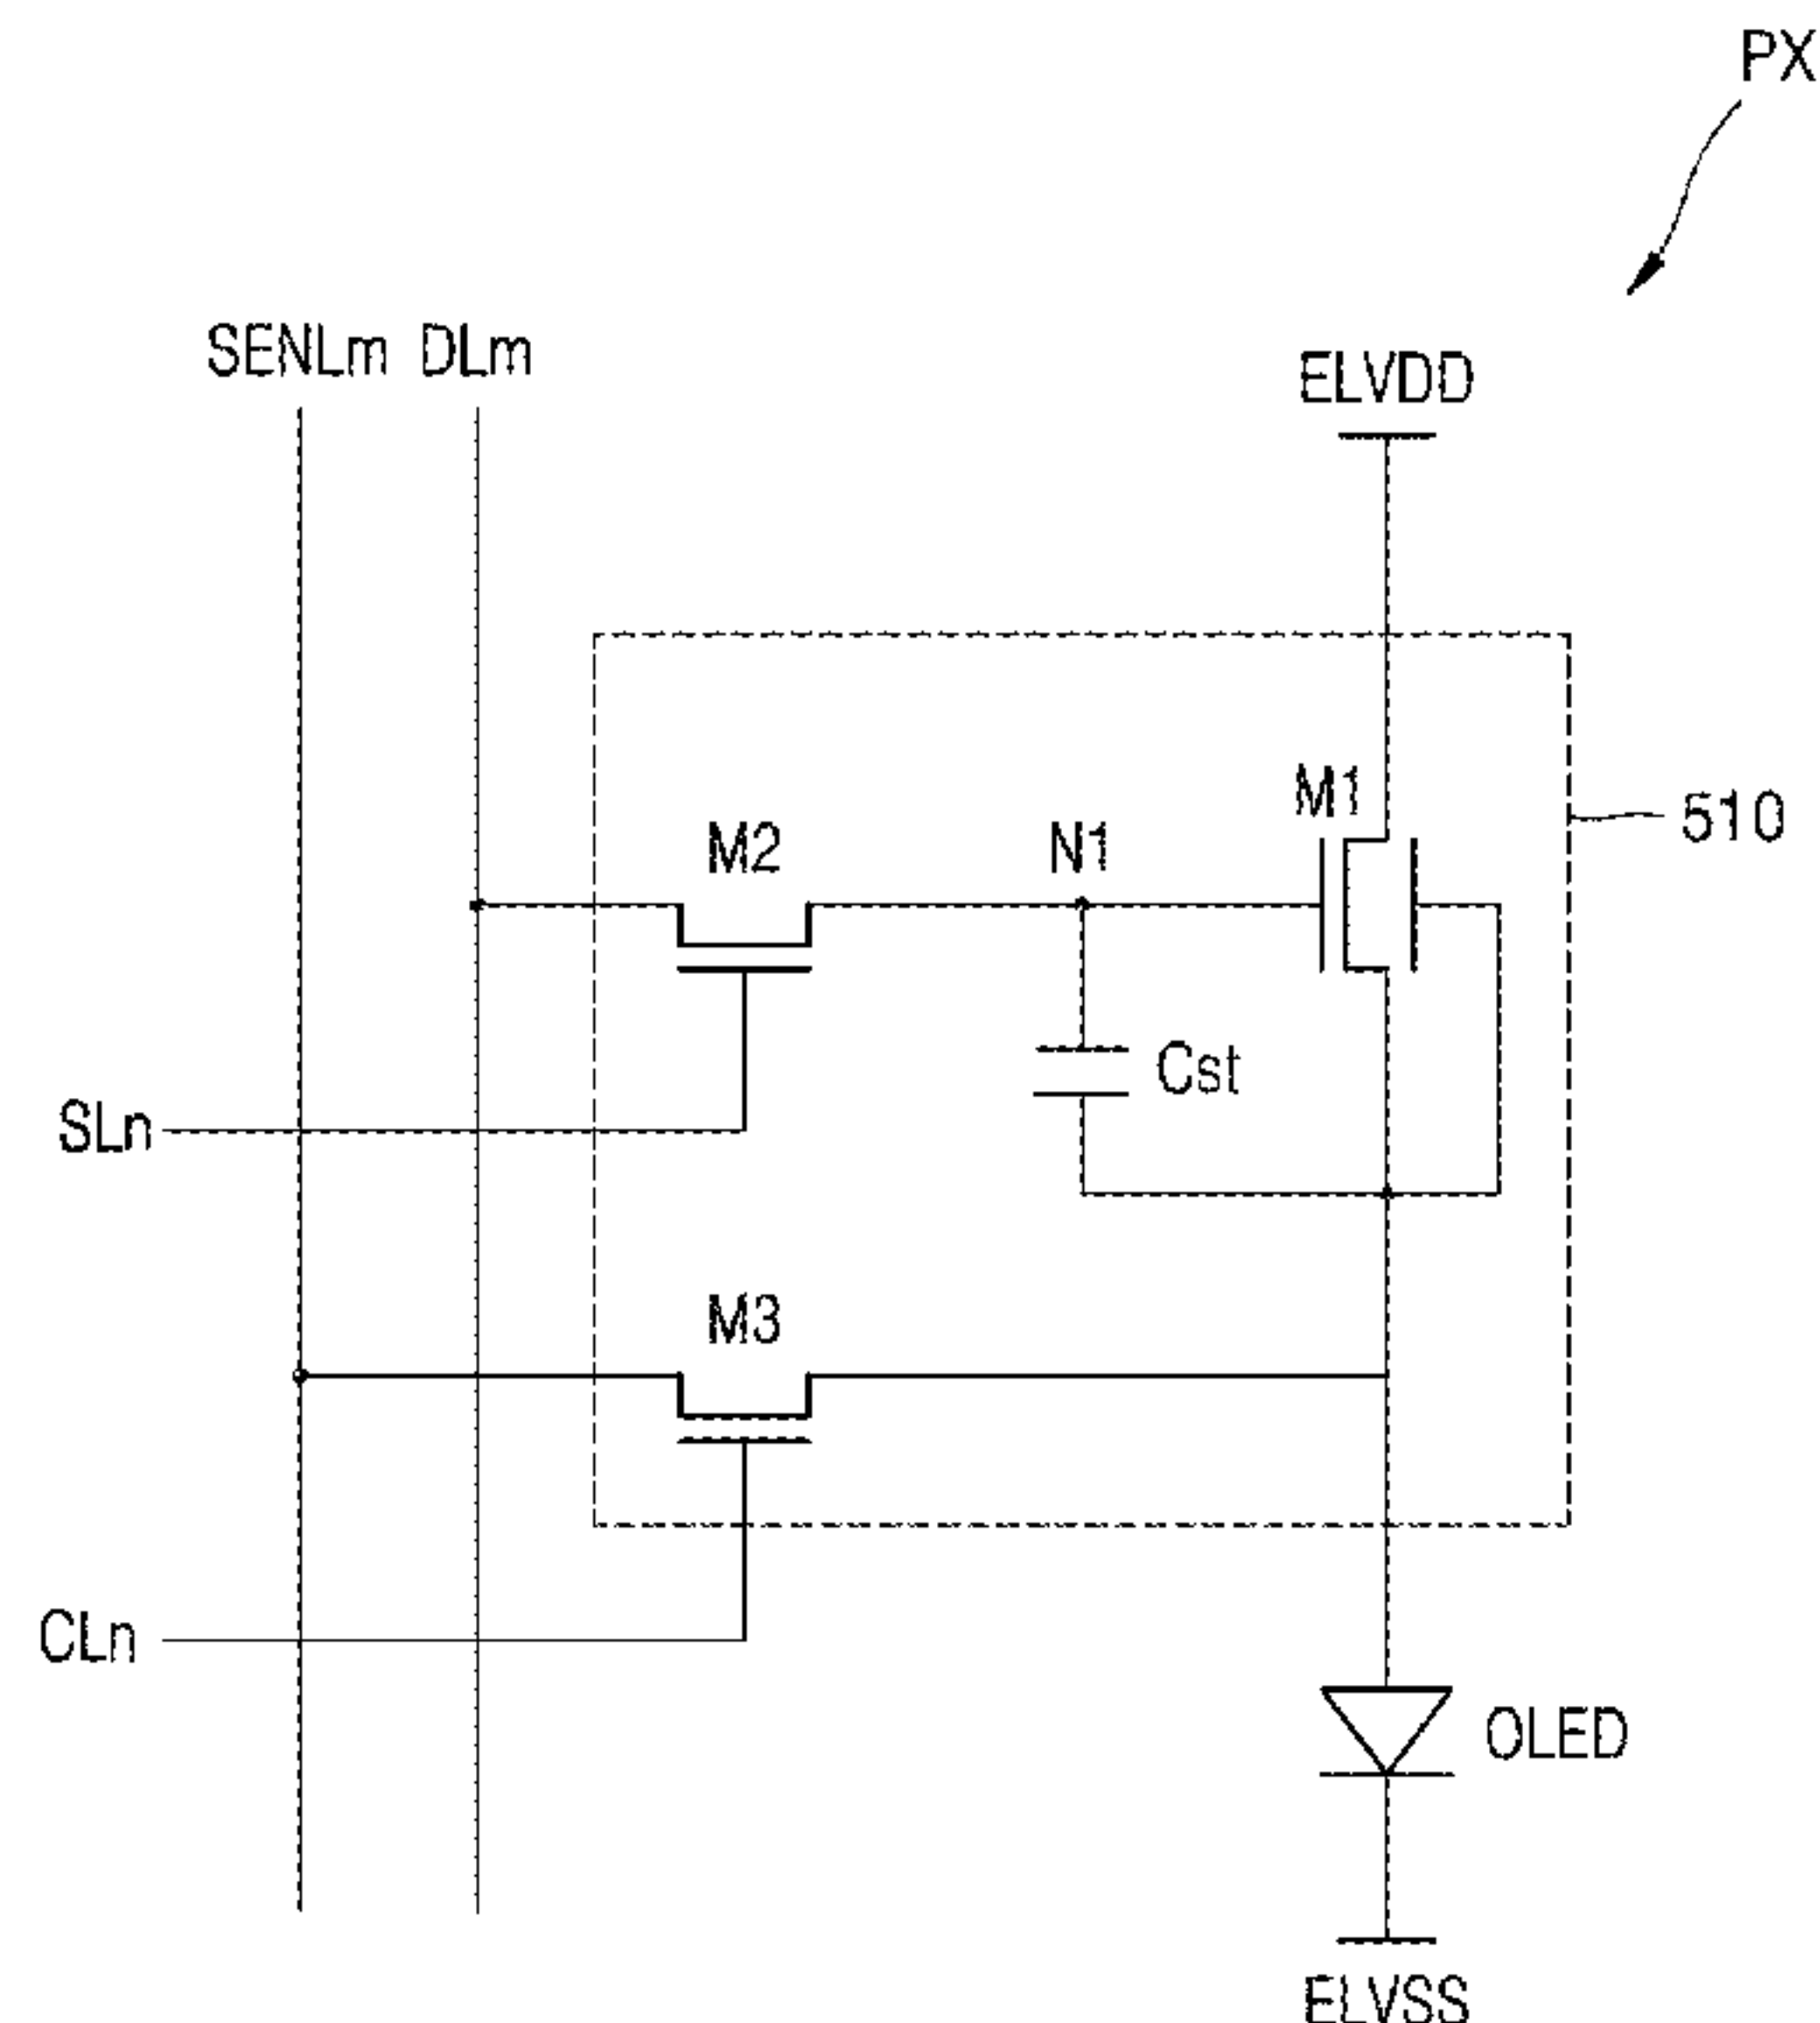 PX
SENLm DLm
ELVDD
M1
510
M2
N1
Cst
SLn
M3
CLn
OLED
ELVSS